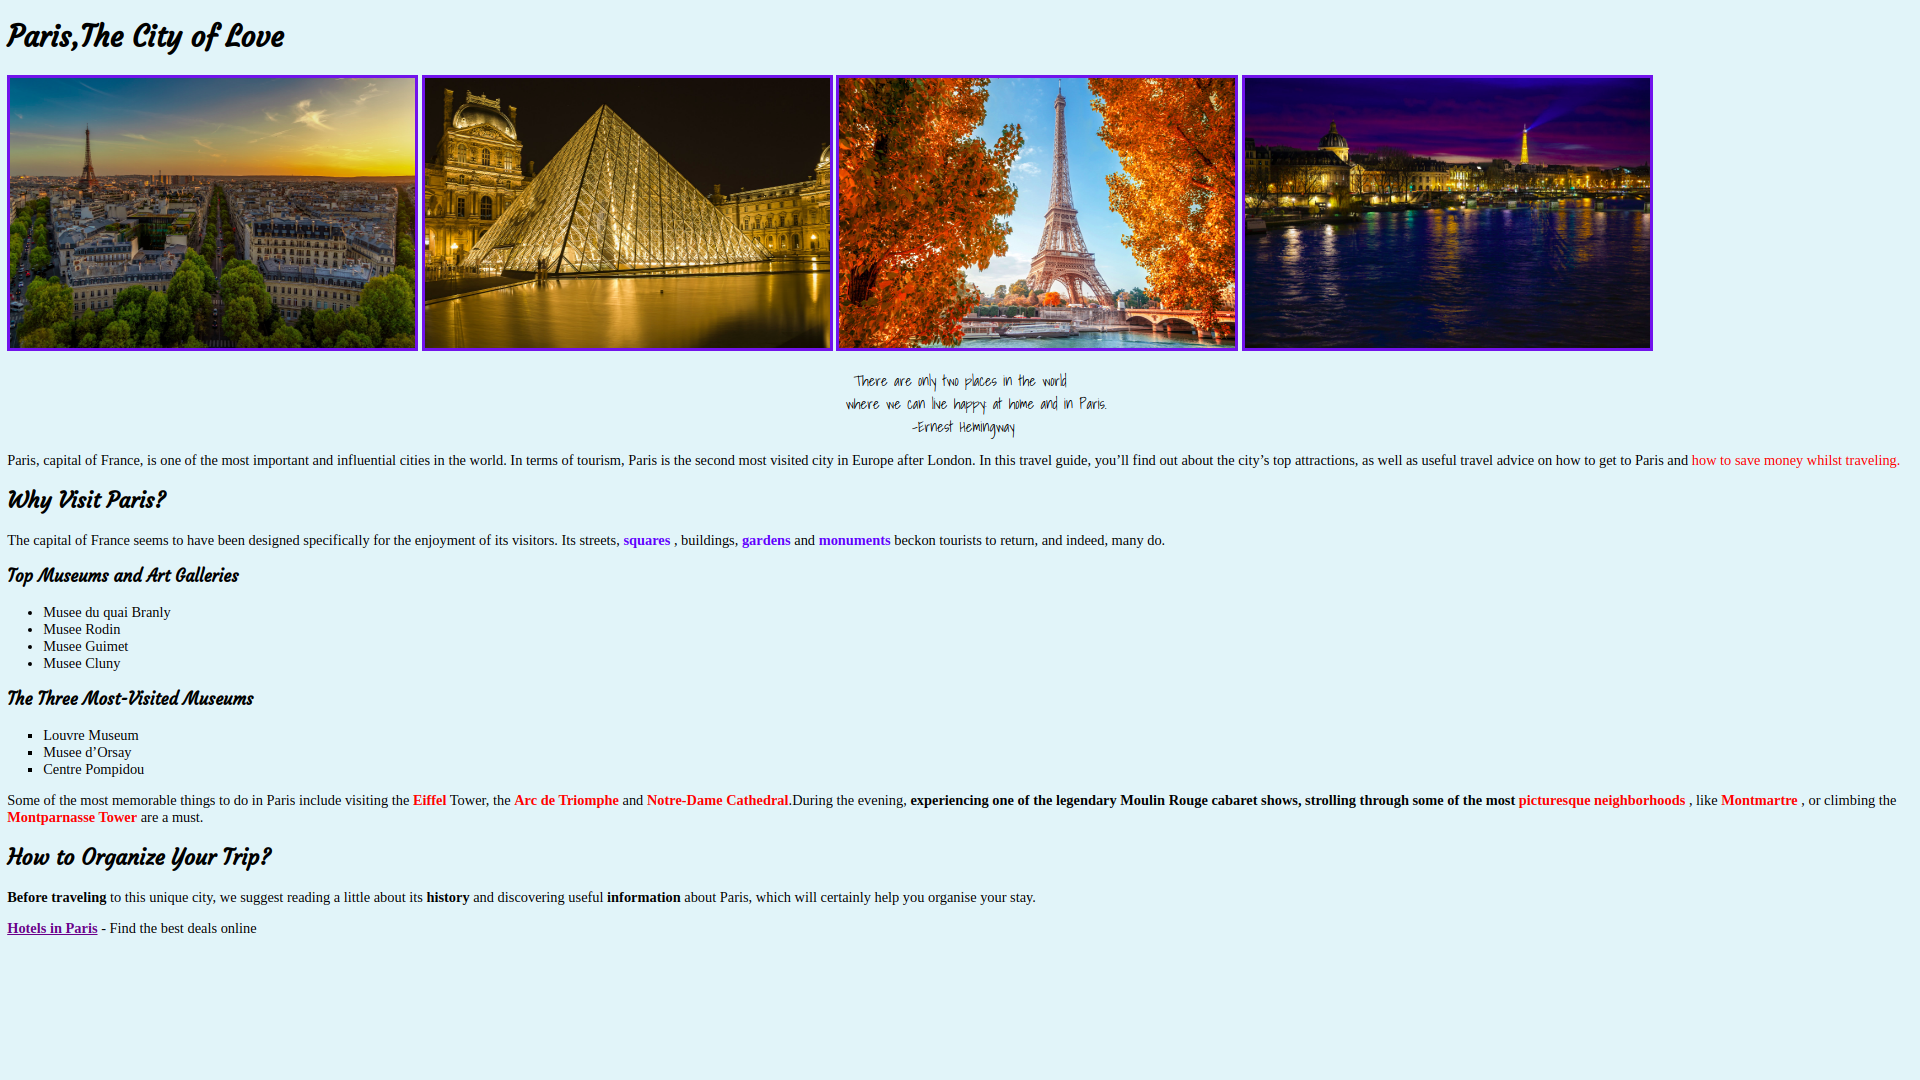 Paris,The City of Love
There are only two places in the world
where we can live happy: at home and in Paris.
-Ernest Hemingway
Paris, capital of France, is one of the most important and influential cities in the world. In terms of tourism, Paris is the second most visited city in Europe after London. In this travel guide, you’ll find out about the city’s top attractions, as well as useful travel advice on how to get to Paris and how to save money whilst traveling.
Why Visit Paris?
The capital of France seems to have been designed specifically for the enjoyment of its visitors. Its streets, squares , buildings, gardens and monuments beckon tourists to return, and indeed, many do.
Top Museums and Art Galleries
Musee du quai Branly
Musee Rodin
Musee Guimet
Musee Cluny
The Three Most-Visited Museums
Louvre Museum
Musee d’Orsay
Centre Pompidou
Some of the most memorable things to do in Paris include visiting the Eiffel Tower, the Arc de Triomphe and Notre-Dame Cathedral.During the evening, experiencing one of the legendary Moulin Rouge cabaret shows, strolling through some of the most picturesque neighborhoods , like Montmartre , or climbing the
Montparnasse Tower are a must.
How to Organize Your Trip?
Before traveling to this unique city, we suggest reading a little about its history and discovering useful information about Paris, which will certainly help you organise your stay.
Hotels in Paris - Find the best deals online